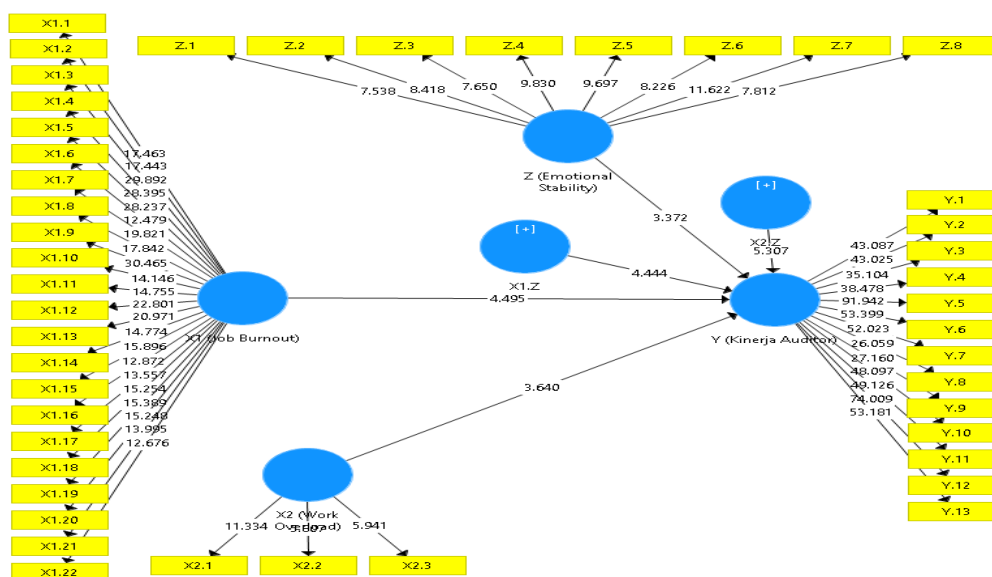 X1.1
X1.2
X1.3
X1.4
X1.5
X1.6
X1.7
X1.8
X1.9
X1.10
X1.11
X1.12
X1.13
X1.14
X1.15
X1.16
X1.17
X1.18
X1.19
X1.20
X1.21
X1.22
17.463
17.443
29.892
28.395
28.237
12.479
19.821
17.842
30.465
14.146
14.755
22.801
20.971
14.774
15.896
12.872
13.557
15.254
15.389
15.248
13.995
12.676
X1 (Job Burnout)
Z.1 Z.2 Z.3 Z.4 Z.5 Z.6 Z.7 Z.8
7.538 8.418 7.650 9.830 9.697 8.226 11.622 7.812
Z (Emotional
Stability)
3.372
[+]
X1.Z
4.444
[+]
X2.Z
5.307
4.495
3.640
Y (Kinerja Auditor)
43.087
43.025
35.104
38.478
91.942
53.399
52.023
26.059
27.160
48.097
49.126
74.009
53.181
Y.1
Y.2
Y.3
Y.4
Y.5
Y.6
Y.7
Y.8
Y.9
Y.10
Y.11
Y.12
Y.13
X2 (Work
Overload)
11.334 5.941
X2.1 X2.2 X2.3